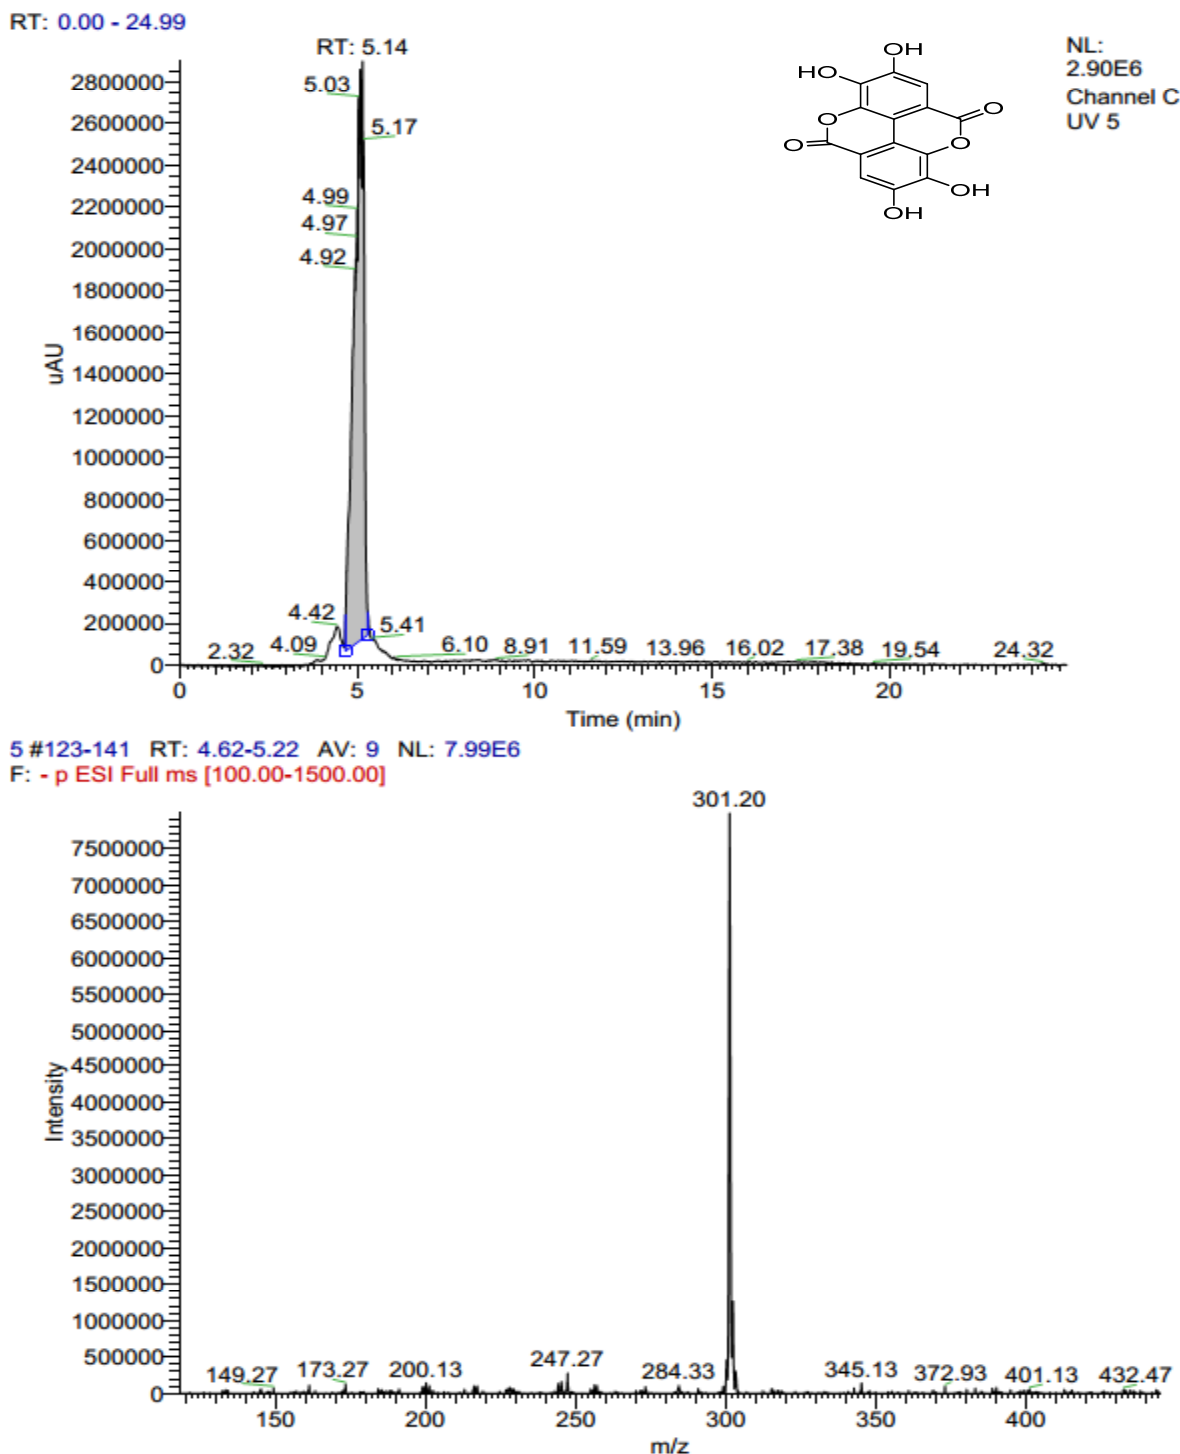 RT: 0.00 - 24.99
RT: 5.14
NL:
2.90E6
Channel C
UV 5
5.03
5.17
4.99
4.97
4.92
4.42
5.41
2.32
4.09
6.10
8.91
11.59
13.96
16.02
17.38
19.54
24.32
OH
HO
O
O
O
O
OH
OH
uAU
2800000
2600000
2400000
2200000
2000000
1800000
1600000
1400000
1200000
1000000
800000
600000
400000
200000
0
0 5 10 15 20
Time (min)
5 #123-141 RT: 4.62-5.22 AV: 9 NL: 7.99E6
F: - p ESI Full ms [100.00-1500.00]
301.20
Intensity
7500000
7000000
6500000
6000000
5500000
5000000
4500000
4000000
3500000
3000000
2500000
2000000
1500000
1000000
500000
0
149.27
173.27
200.13
247.27
284.33
345.13
372.93
401.13
432.47
150 200 250 300 350 400
m/z